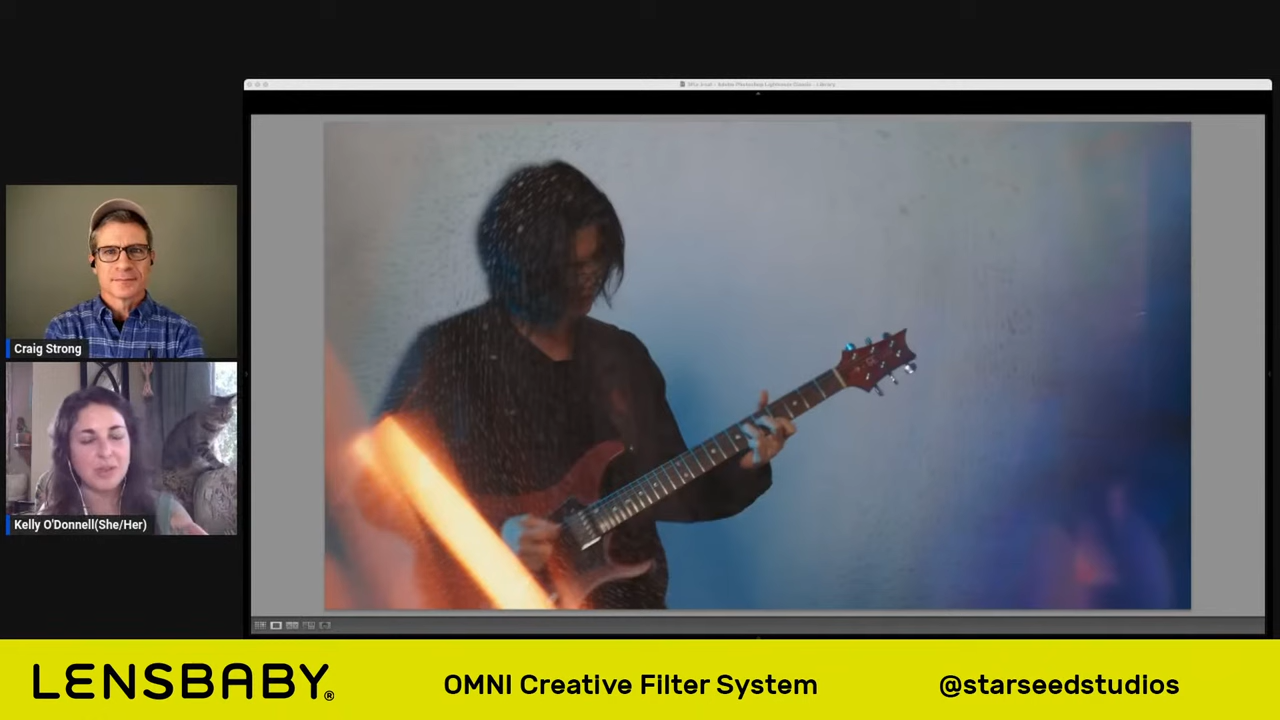 Craig Strong
Kelly O'Donnell(She/Her)
LENSBABY®
OMNI Creative Filter System
@starseedstudios